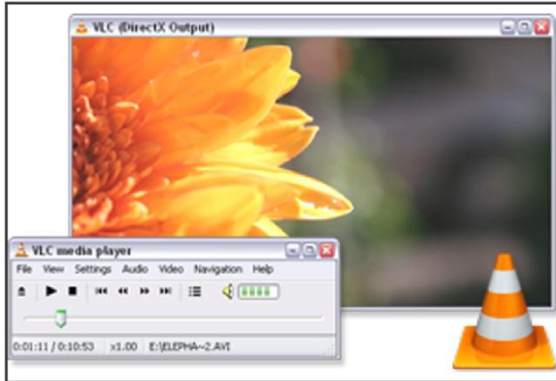 VLC (DirectX Output)
VLC media player
File View Settings Audio Video Navigation Help
0:01:11 / 0:10:53 x1.00 E:\ELEPHA~2.AVI